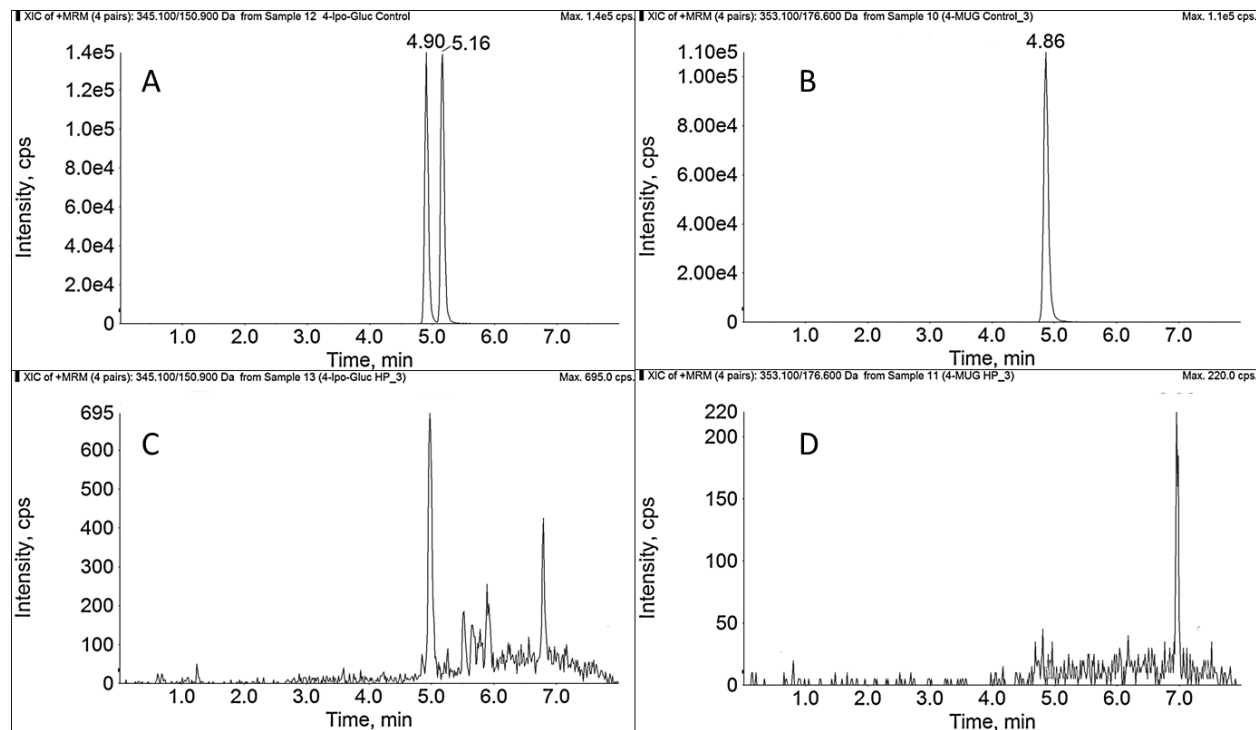 XIC of +MRM (4 pairs): 345.100/150.900 Da from Sample 12 4-Ipo-Gluc Control Max. 1.4e5 cps.
A
4.90 5.16
1.4e5
1.2e5
1.0e5
8.0e4
6.0e4
4.0e4
2.0e4
0
Intensity, cps
1.0 2.0 3.0 4.0 5.0 6.0 7.0
Time, min
XIC of +MRM (4 pairs): 353.100/176.600 Da from Sample 10 (4-MUG Control_3) Max. 1.1e5 cps.
B
4.86
1.10e5
1.00e5
8.00e4
6.00e4
4.00e4
2.00e4
0
Intensity, cps
1.0 2.0 3.0 4.0 5.0 6.0 7.0
Time, min
XIC of +MRM (4 pairs): 345.100/150.900 Da from Sample 13 (4-Ipo-Gluc HP_3) Max. 695.0 cps.
C
695
600
500
400
300
200
100
0
Intensity, cps
1.0 2.0 3.0 4.0 5.0 6.0 7.0
Time, min
XIC of +MRM (4 pairs): 353.100/176.600 Da from Sample 11 (4-MUG HP_3) Max. 220.0 cps.
D
220
200
150
100
50
0
Intensity, cps
1.0 2.0 3.0 4.0 5.0 6.0 7.0
Time, min